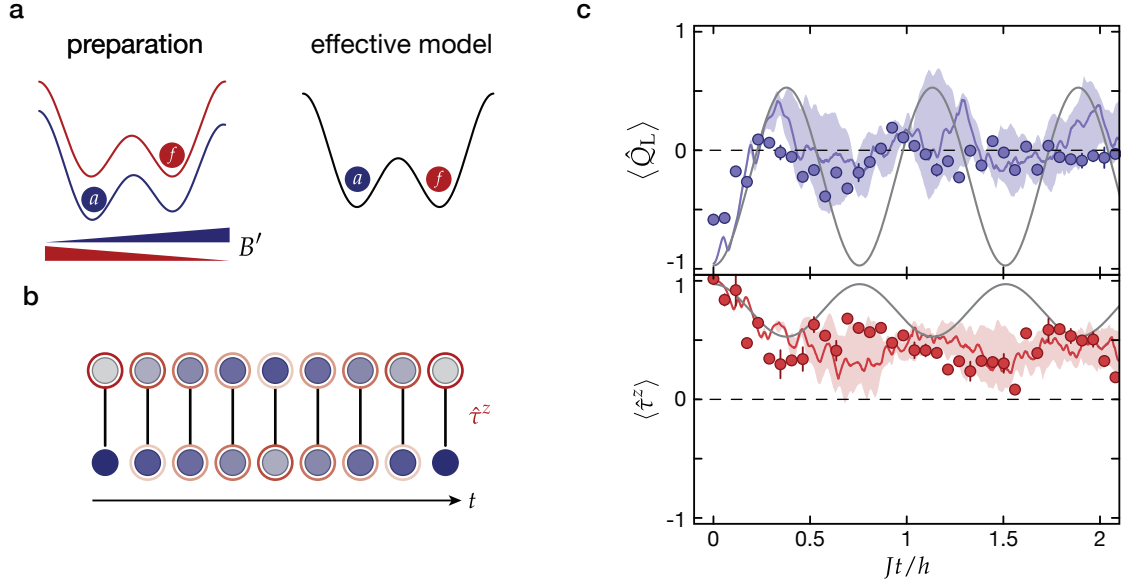 a
preparation
effective model
f
a
a
f
B′
b
τ̂ᶻ
t
c
⟨Q̂_L⟩
1
0
-1
⟨τ̂ᶻ⟩
1
0
-1
0 0.5 1 1.5 2
Jt/h